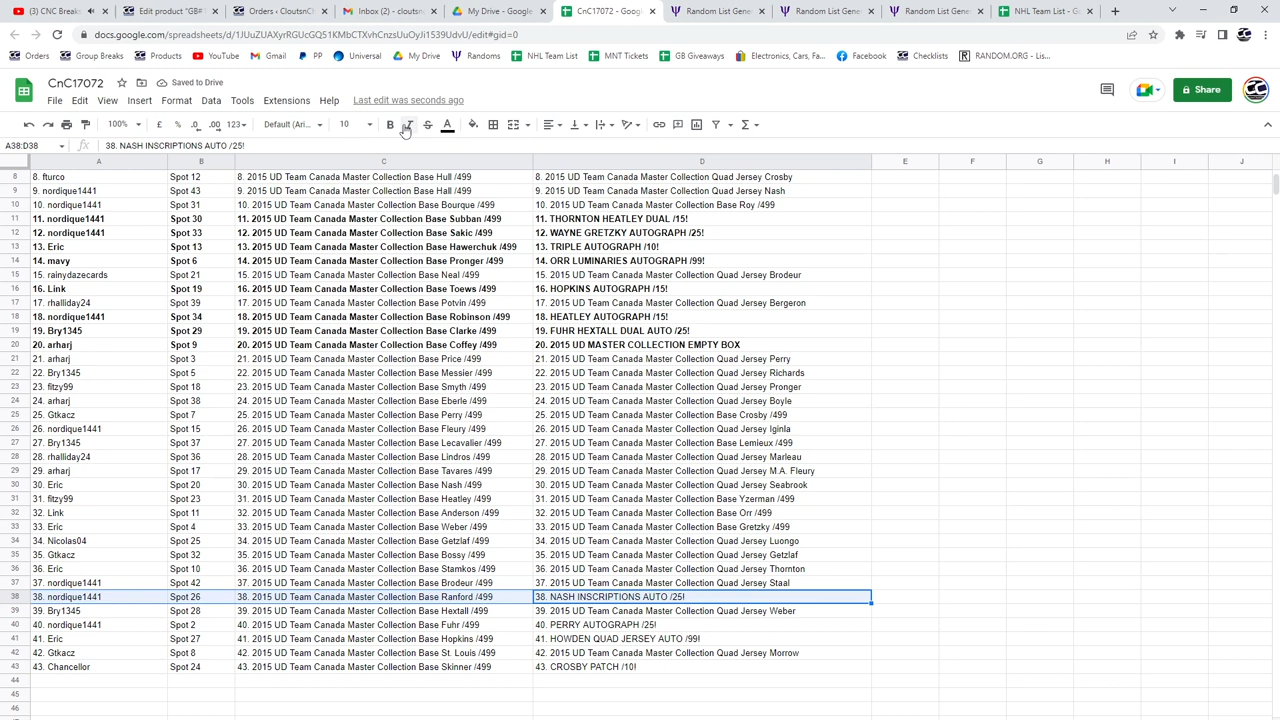 (3) CNC Breaks
Edit product "GB#
Orders ‹ CloutsnC
Inbox (2) - cloutsn
My Drive - Google
CnC17072 - Goog
Random List Gene
Random List Gene
Random List Gene
NHL Team List - G
docs.google.com/spreadsheets/d/1JUuZUAXyrRGUcGQ51KMbCTXvhCnzsUuOyJi1539UdvU/edit#gid=0
Orders Group Breaks Products YouTube Gmail PP Universal My Drive Randoms NHL Team List MNT Tickets GB Giveaways Electronics, Cars, Fa... Facebook Checklists RANDOM.ORG - Lis...
CnC17072 Saved to Drive
File Edit View Insert Format Data Tools Extensions Help Last edit was seconds ago
Share
100% £ % .0 .00 123 Default (Ari... 10 B I S A
A38:D38 fx 38. NASH INSCRIPTIONS AUTO /25!
A B C D E F G H I J
8 8. fturco Spot 12 8. 2015 UD Team Canada Master Collection Base Hull /499 8. 2015 UD Team Canada Master Collection Quad Jersey Crosby
9 9. nordique1441 Spot 43 9. 2015 UD Team Canada Master Collection Base Hall /499 9. 2015 UD Team Canada Master Collection Quad Jersey Nash
10 10. nordique1441 Spot 31 10. 2015 UD Team Canada Master Collection Base Bourque /499 10. 2015 UD Team Canada Master Collection Base Roy /499
11 11. nordique1441 Spot 30 11. 2015 UD Team Canada Master Collection Base Subban /499 11. THORNTON HEATLEY DUAL /15!
12 12. nordique1441 Spot 33 12. 2015 UD Team Canada Master Collection Base Sakic /499 12. WAYNE GRETZKY AUTOGRAPH /25!
13 13. Eric Spot 13 13. 2015 UD Team Canada Master Collection Base Hawerchuk /499 13. TRIPLE AUTOGRAPH /10!
14 14. mavy Spot 6 14. 2015 UD Team Canada Master Collection Base Pronger /499 14. ORR LUMINARIES AUTOGRAPH /99!
15 15. rainydazecards Spot 21 15. 2015 UD Team Canada Master Collection Base Neal /499 15. 2015 UD Team Canada Master Collection Quad Jersey Brodeur
16 16. Link Spot 19 16. 2015 UD Team Canada Master Collection Base Toews /499 16. HOPKINS AUTOGRAPH /15!
17 17. rhalliday24 Spot 39 17. 2015 UD Team Canada Master Collection Base Potvin /499 17. 2015 UD Team Canada Master Collection Quad Jersey Bergeron
18 18. nordique1441 Spot 34 18. 2015 UD Team Canada Master Collection Base Robinson /499 18. HEATLEY AUTOGRAPH /15!
19 19. Bry1345 Spot 29 19. 2015 UD Team Canada Master Collection Base Clarke /499 19. FUHR HEXTALL DUAL AUTO /25!
20 20. arharj Spot 9 20. 2015 UD Team Canada Master Collection Base Coffey /499 20. 2015 UD MASTER COLLECTION EMPTY BOX
21 21. arharj Spot 3 21. 2015 UD Team Canada Master Collection Base Price /499 21. 2015 UD Team Canada Master Collection Quad Jersey Perry
22 22. Bry1345 Spot 5 22. 2015 UD Team Canada Master Collection Base Messier /499 22. 2015 UD Team Canada Master Collection Quad Jersey Richards
23 23. fitzy99 Spot 18 23. 2015 UD Team Canada Master Collection Base Smyth /499 23. 2015 UD Team Canada Master Collection Quad Jersey Pronger
24 24. arharj Spot 38 24. 2015 UD Team Canada Master Collection Base Eberle /499 24. 2015 UD Team Canada Master Collection Quad Jersey Boyle
25 25. Gtkacz Spot 7 25. 2015 UD Team Canada Master Collection Base Perry /499 25. 2015 UD Team Canada Master Collection Base Crosby /499
26 26. nordique1441 Spot 15 26. 2015 UD Team Canada Master Collection Base Fleury /499 26. 2015 UD Team Canada Master Collection Quad Jersey Iginla
27 27. Bry1345 Spot 37 27. 2015 UD Team Canada Master Collection Base Lecavalier /499 27. 2015 UD Team Canada Master Collection Base Lemieux /499
28 28. rhalliday24 Spot 36 28. 2015 UD Team Canada Master Collection Base Lindros /499 28. 2015 UD Team Canada Master Collection Quad Jersey Marleau
29 29. arharj Spot 17 29. 2015 UD Team Canada Master Collection Base Tavares /499 29. 2015 UD Team Canada Master Collection Quad Jersey M.A. Fleury
30 30. Eric Spot 20 30. 2015 UD Team Canada Master Collection Base Nash /499 30. 2015 UD Team Canada Master Collection Quad Jersey Seabrook
31 31. fitzy99 Spot 23 31. 2015 UD Team Canada Master Collection Base Heatley /499 31. 2015 UD Team Canada Master Collection Base Yzerman /499
32 32. Link Spot 11 32. 2015 UD Team Canada Master Collection Base Anderson /499 32. 2015 UD Team Canada Master Collection Base Orr /499
33 33. Eric Spot 4 33. 2015 UD Team Canada Master Collection Base Weber /499 33. 2015 UD Team Canada Master Collection Base Gretzky /499
34 34. Nicolas04 Spot 25 34. 2015 UD Team Canada Master Collection Base Getzlaf /499 34. 2015 UD Team Canada Master Collection Quad Jersey Luongo
35 35. Gtkacz Spot 32 35. 2015 UD Team Canada Master Collection Base Bossy /499 35. 2015 UD Team Canada Master Collection Quad Jersey Getzlaf
36 36. Eric Spot 10 36. 2015 UD Team Canada Master Collection Base Stamkos /499 36. 2015 UD Team Canada Master Collection Quad Jersey Thornton
37 37. nordique1441 Spot 42 37. 2015 UD Team Canada Master Collection Base Brodeur /499 37. 2015 UD Team Canada Master Collection Quad Jersey Staal
38 38. nordique1441 Spot 26 38. 2015 UD Team Canada Master Collection Base Ranford /499 38. NASH INSCRIPTIONS AUTO /25!
39 39. Bry1345 Spot 28 39. 2015 UD Team Canada Master Collection Base Hextall /499 39. 2015 UD Team Canada Master Collection Quad Jersey Weber
40 40. nordique1441 Spot 2 40. 2015 UD Team Canada Master Collection Base Fuhr /499 40. PERRY AUTOGRAPH /25!
41 41. Eric Spot 27 41. 2015 UD Team Canada Master Collection Base Hopkins /499 41. HOWDEN QUAD JERSEY AUTO /99!
42 42. Gtkacz Spot 8 42. 2015 UD Team Canada Master Collection Base St. Louis /499 42. 2015 UD Team Canada Master Collection Quad Jersey Morrow
43 43. Chancellor Spot 24 43. 2015 UD Team Canada Master Collection Base Skinner /499 43. CROSBY PATCH /10!
44
45
46